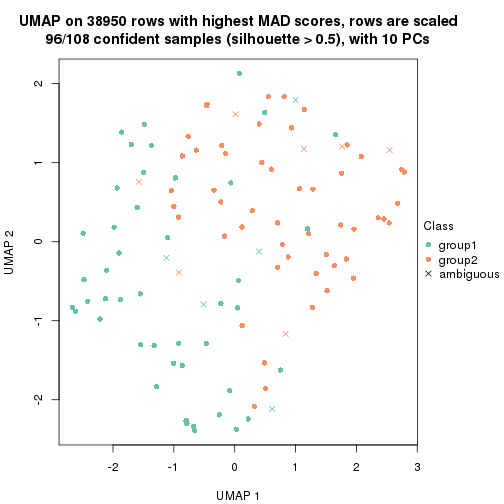 UMAP on 38950 rows with highest MAD scores, rows are scaled
96/108 confident samples (silhouette > 0.5), with 10 PCs
2
1
0
-1
-2
UMAP 2
-2
-1
0
1
2
3
UMAP 1
Class
group1
group2
ambiguous